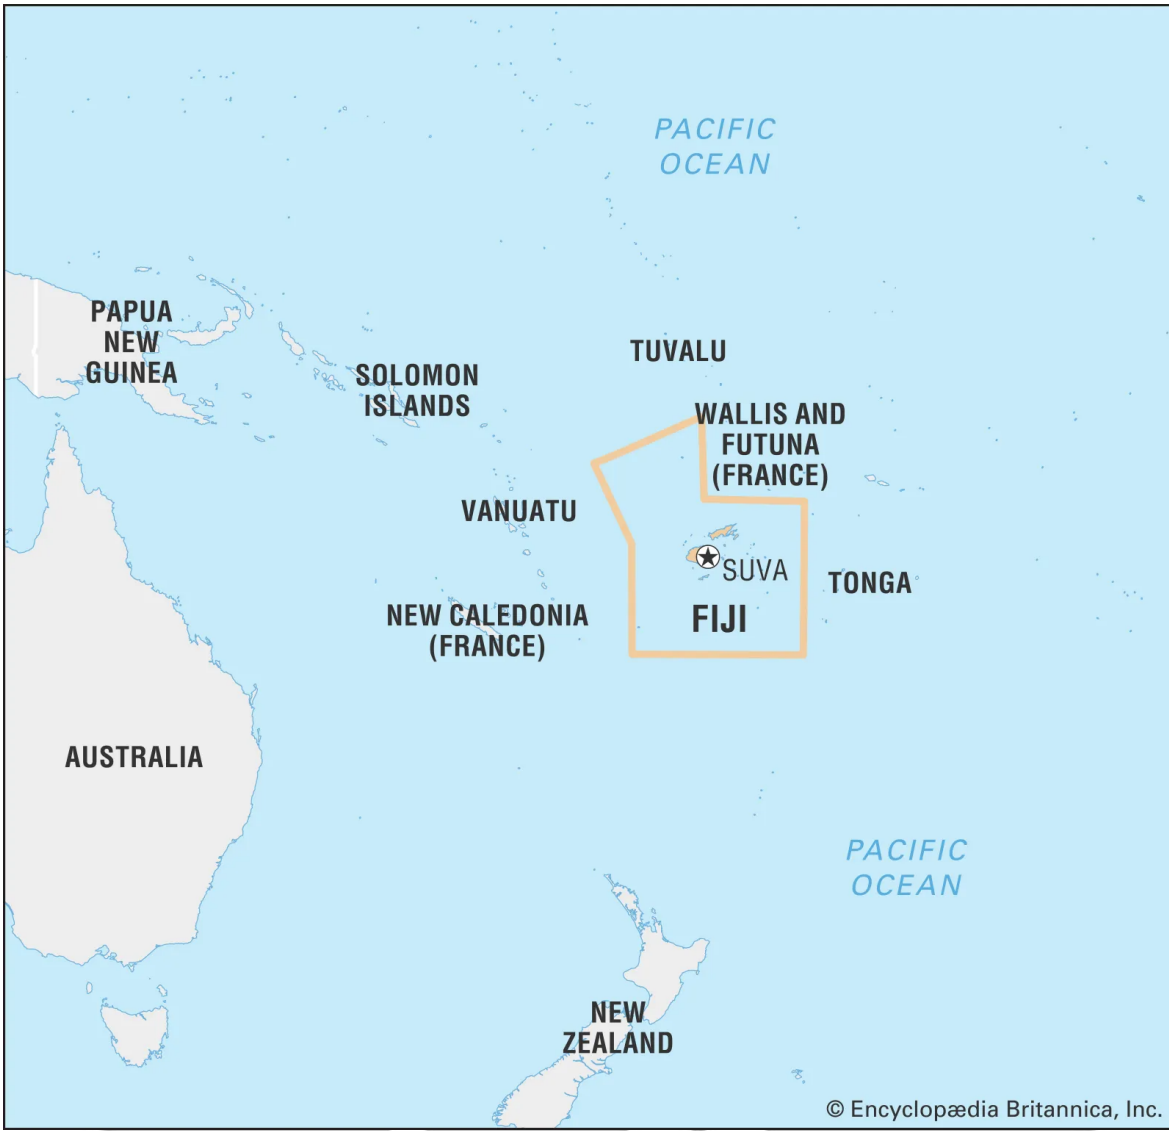 PACIFIC
OCEAN
PAPUA
NEW
GUINEA
TUVALU
SOLOMON
ISLANDS
WALLIS AND
FUTUNA
(FRANCE)
VANUATU
SUVA
TONGA
FIJI
NEW CALEDONIA
(FRANCE)
AUSTRALIA
PACIFIC
OCEAN
NEW
ZEALAND
© Encyclopædia Britannica, Inc.